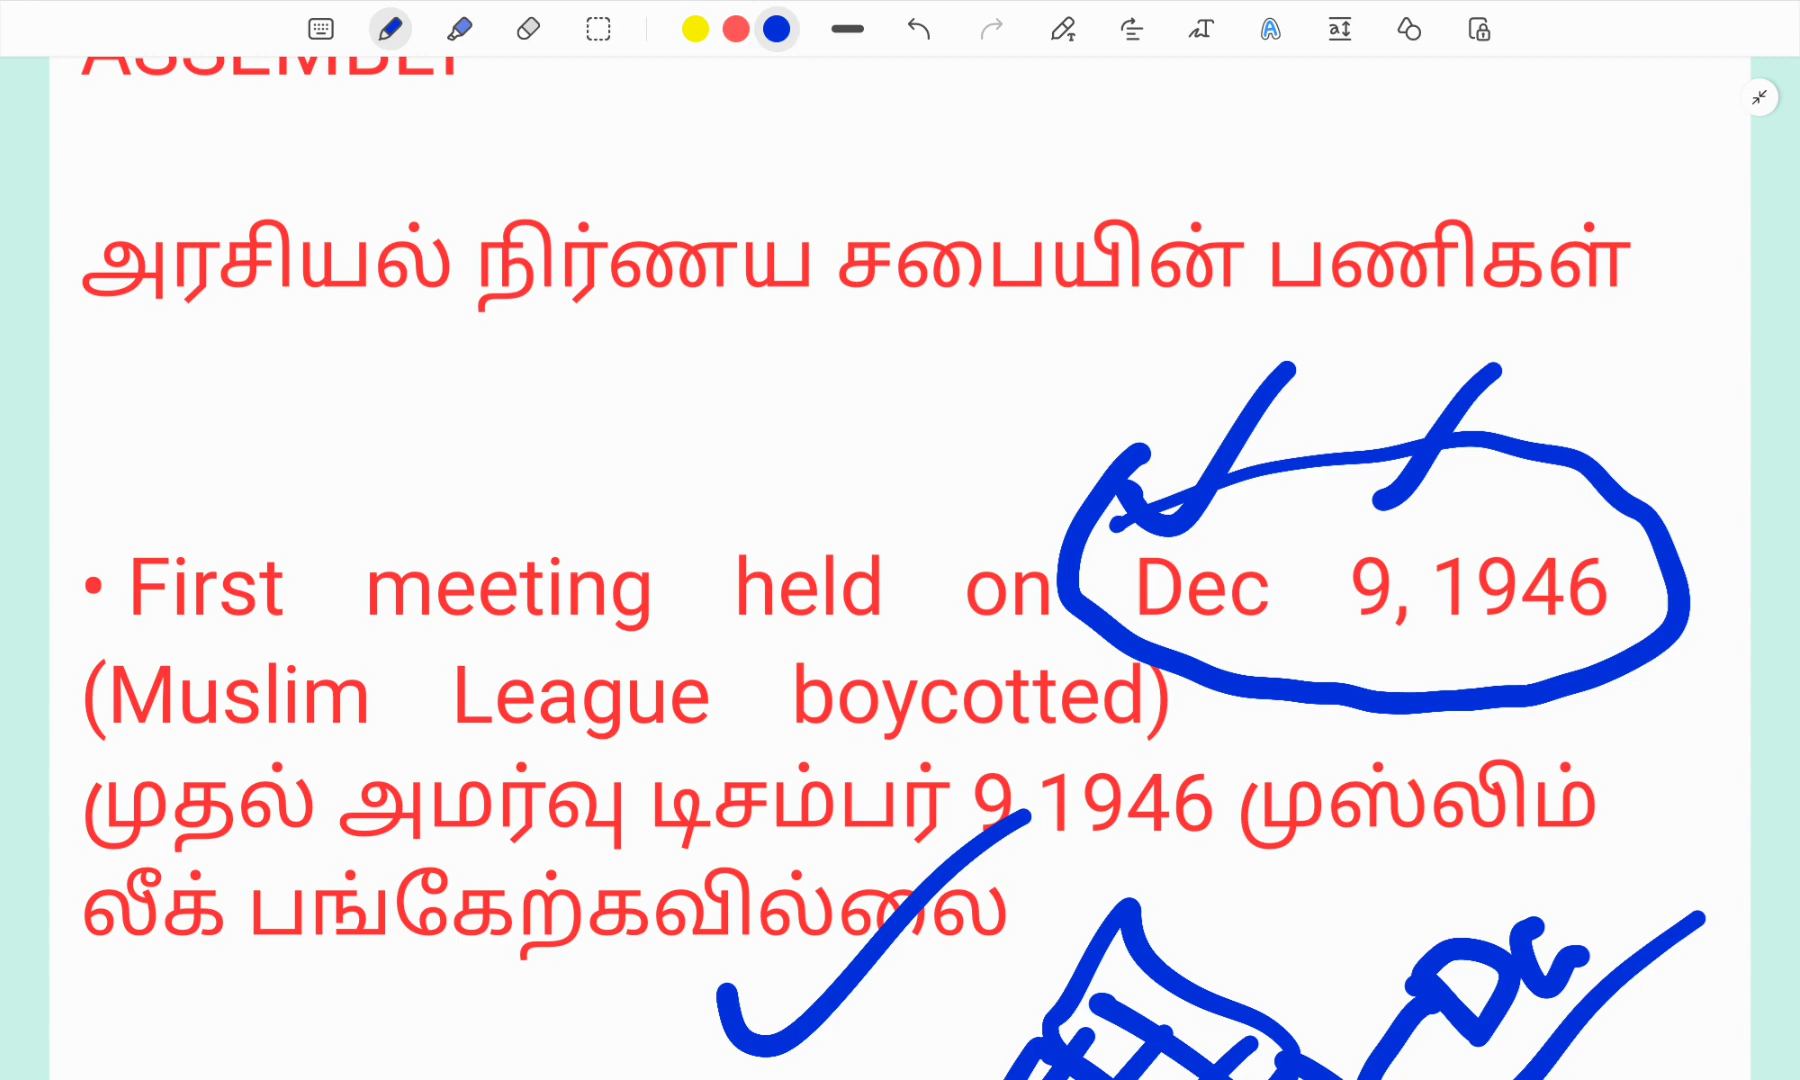 ASSEMBLY
அரசியல் நிர்ணய சபையின் பணிகள்
• First meeting held on Dec 9, 1946
(Muslim League boycotted)
முதல் அமர்வு டிசம்பர் 9 1946 முஸ்லிம்
லீக் பங்கேற்கவில்லை